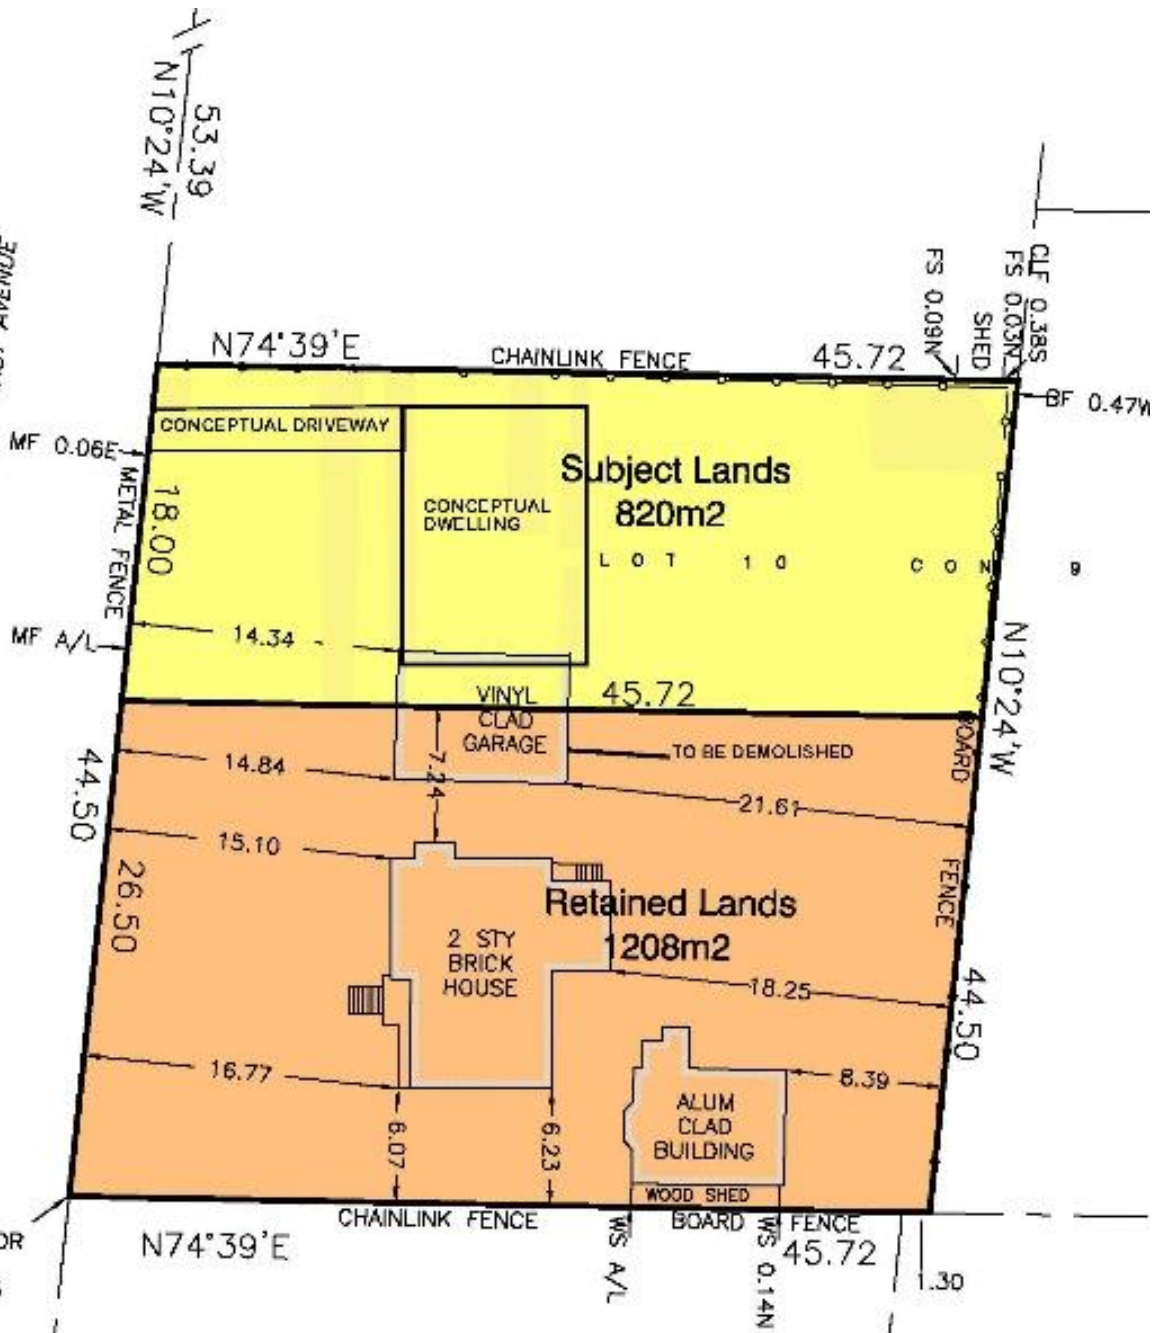 53.39
N10°24'W
AVENUE
FS 0.09N
SHED
FS 0.03N
CLF 0.38S
N74°39'E
CHAINLINK FENCE
45.72
BF 0.47W
CONCEPTUAL DRIVEWAY
MF 0.06E
METAL FENCE
18.00
Subject Lands
820m2
CONCEPTUAL
DWELLING
LOT 10 CON 9
MF A/L
14.34
N10°24'W
VINYL
CLAD
GARAGE
45.72
TO BE DEMOLISHED
BOARD
FENCE
14.84
7.24
21.61
44.50
15.10
26.50
Retained Lands
1208m2
2 STY
BRICK
HOUSE
18.25
44.50
16.77
8.39
ALUM
CLAD
BUILDING
6.07
6.23
WOOD SHED
CHAINLINK FENCE
BOARD FENCE
N74°39'E
WS A/L
WS 0.14N
45.72
1.30
OR